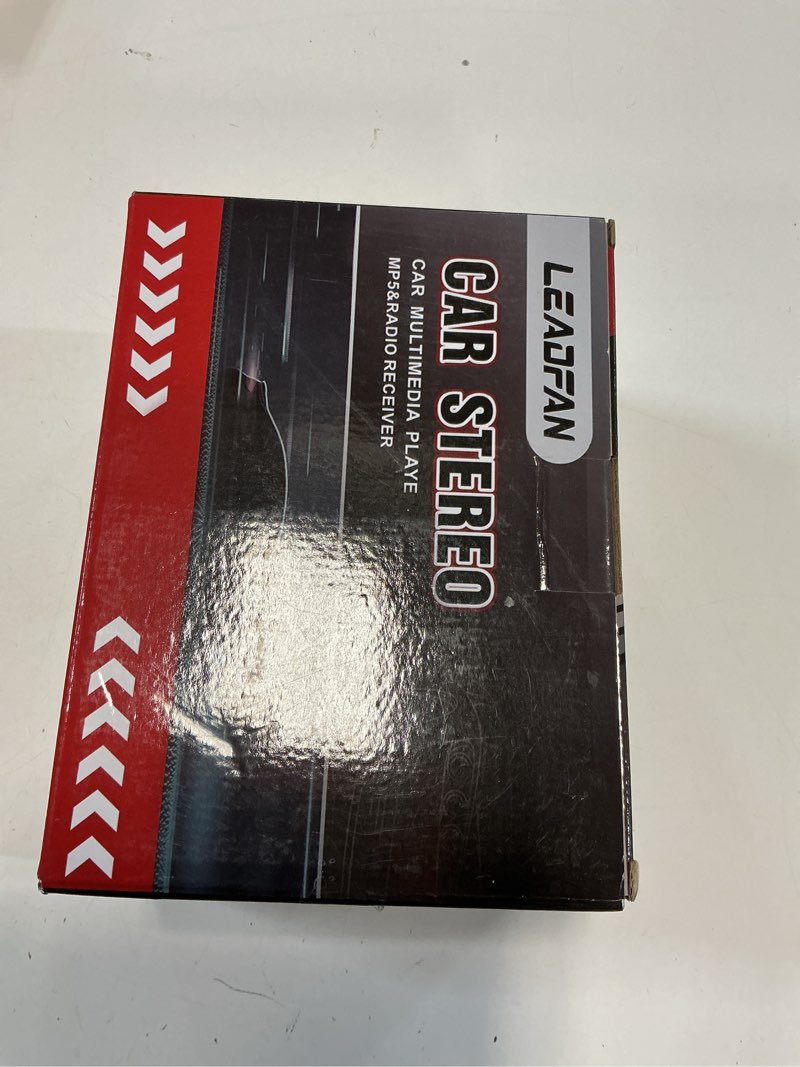 LEADFAN
CAR STEREO
CAR MULTIMEDIA PLAYE
MP5&RADIO RECEIVER